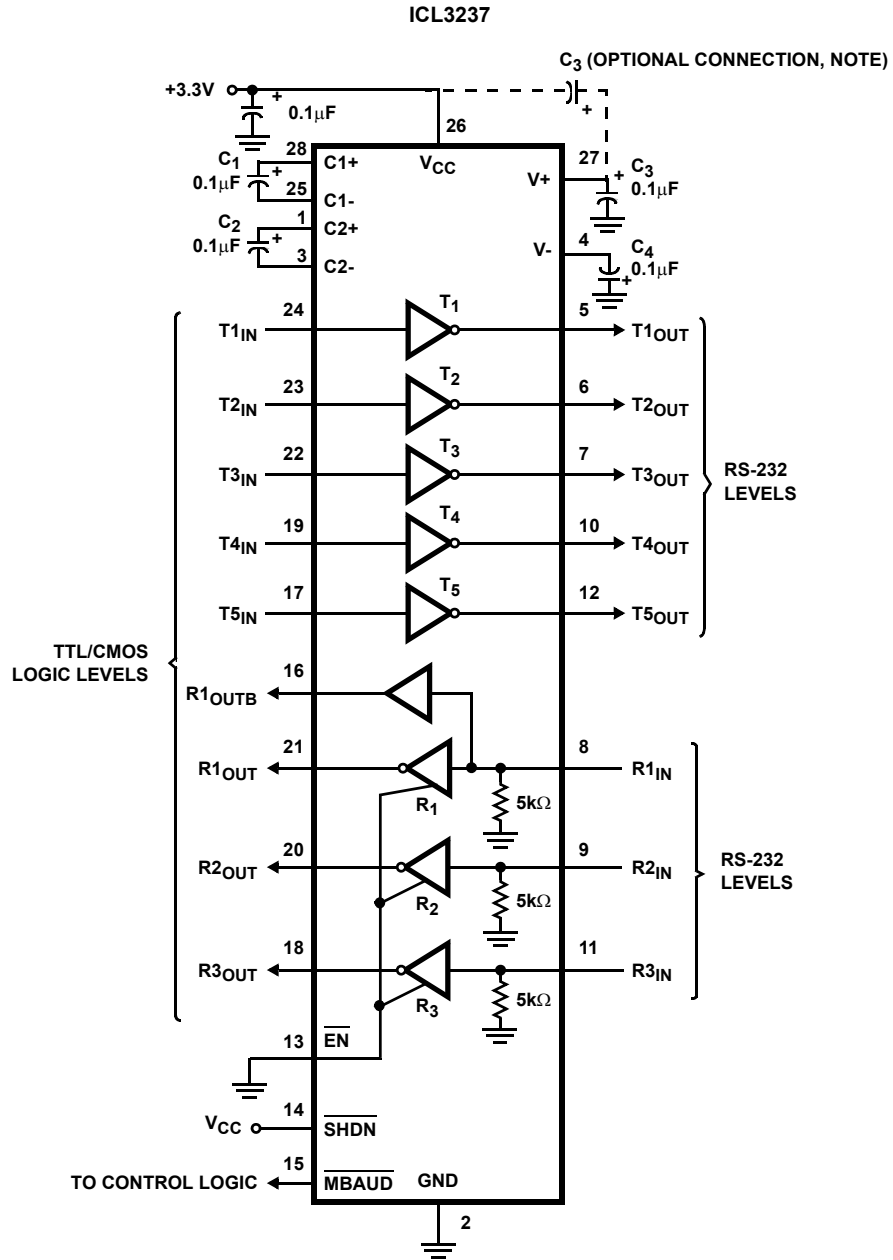 ICL3237
C3 (OPTIONAL CONNECTION, NOTE)
+3.3V
+
0.1μF
+
26
28
C1
0.1μF
+
C1+
VCC
27
V+
+
C3
0.1μF
25
C1-
1
C2
0.1μF
+
C2+
4
V-
C4
0.1μF
+
3
C2-
24
T1
5
T1IN
T1OUT
23
T2
6
T2IN
T2OUT
22
T3
7
T3IN
T3OUT
RS-232
LEVELS
19
T4
10
T4IN
T4OUT
17
T5
12
T5IN
T5OUT
TTL/CMOS
LOGIC LEVELS
16
R1OUTB
21
8
R1OUT
R1IN
R1
5kΩ
20
9
R2OUT
R2IN
RS-232
LEVELS
R2
5kΩ
18
11
R3OUT
R3IN
R3
5kΩ
13
EN
14
VCC
SHDN
15
TO CONTROL LOGIC
MBAUD
GND
2